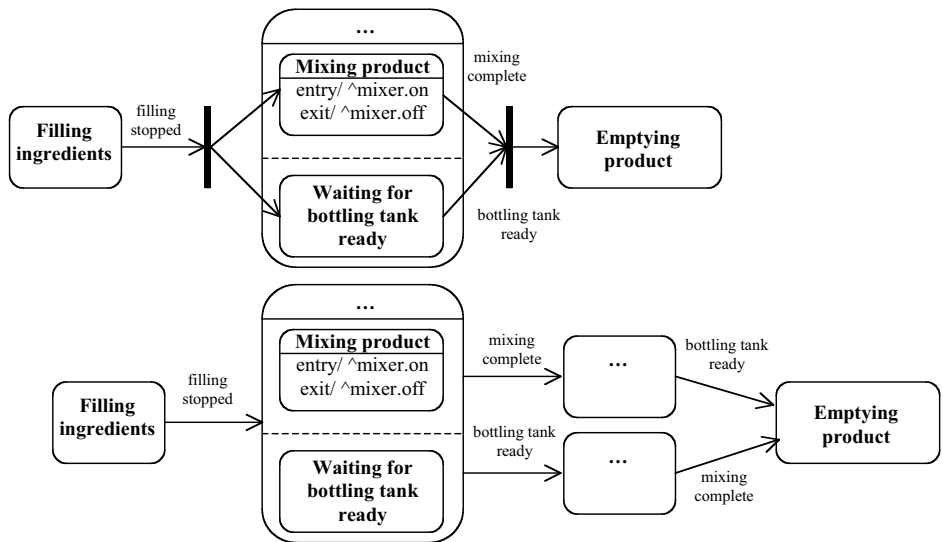 ...
Mixing product
entry/ ^mixer.on
exit/ ^mixer.off
mixing
complete
filling
stopped
Filling
ingredients
Emptying
product
Waiting for
bottling tank
ready
bottling tank
ready
...
Mixing product
entry/ ^mixer.on
exit/ ^mixer.off
mixing
complete
...
bottling tank
ready
filling
stopped
Filling
ingredients
Emptying
product
bottling tank
ready
...
Waiting for
bottling tank
ready
mixing
complete